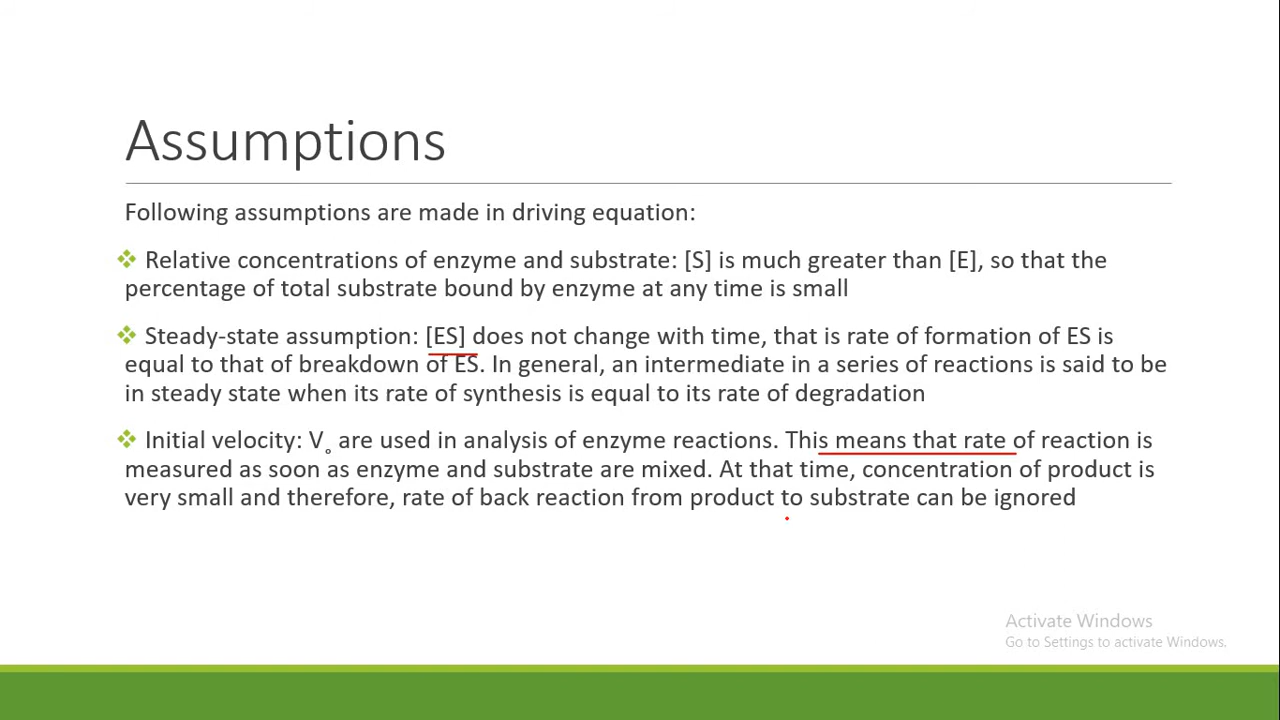 Assumptions
Following assumptions are made in driving equation:
❖ Relative concentrations of enzyme and substrate: [S] is much greater than [E], so that the
percentage of total substrate bound by enzyme at any time is small
❖ Steady-state assumption: [ES] does not change with time, that is rate of formation of ES is
equal to that of breakdown of ES. In general, an intermediate in a series of reactions is said to be
in steady state when its rate of synthesis is equal to its rate of degradation
❖ Initial velocity: V˳ are used in analysis of enzyme reactions. This means that rate of reaction is
measured as soon as enzyme and substrate are mixed. At that time, concentration of product is
very small and therefore, rate of back reaction from product to substrate can be ignored
Activate Windows
Go to Settings to activate Windows.